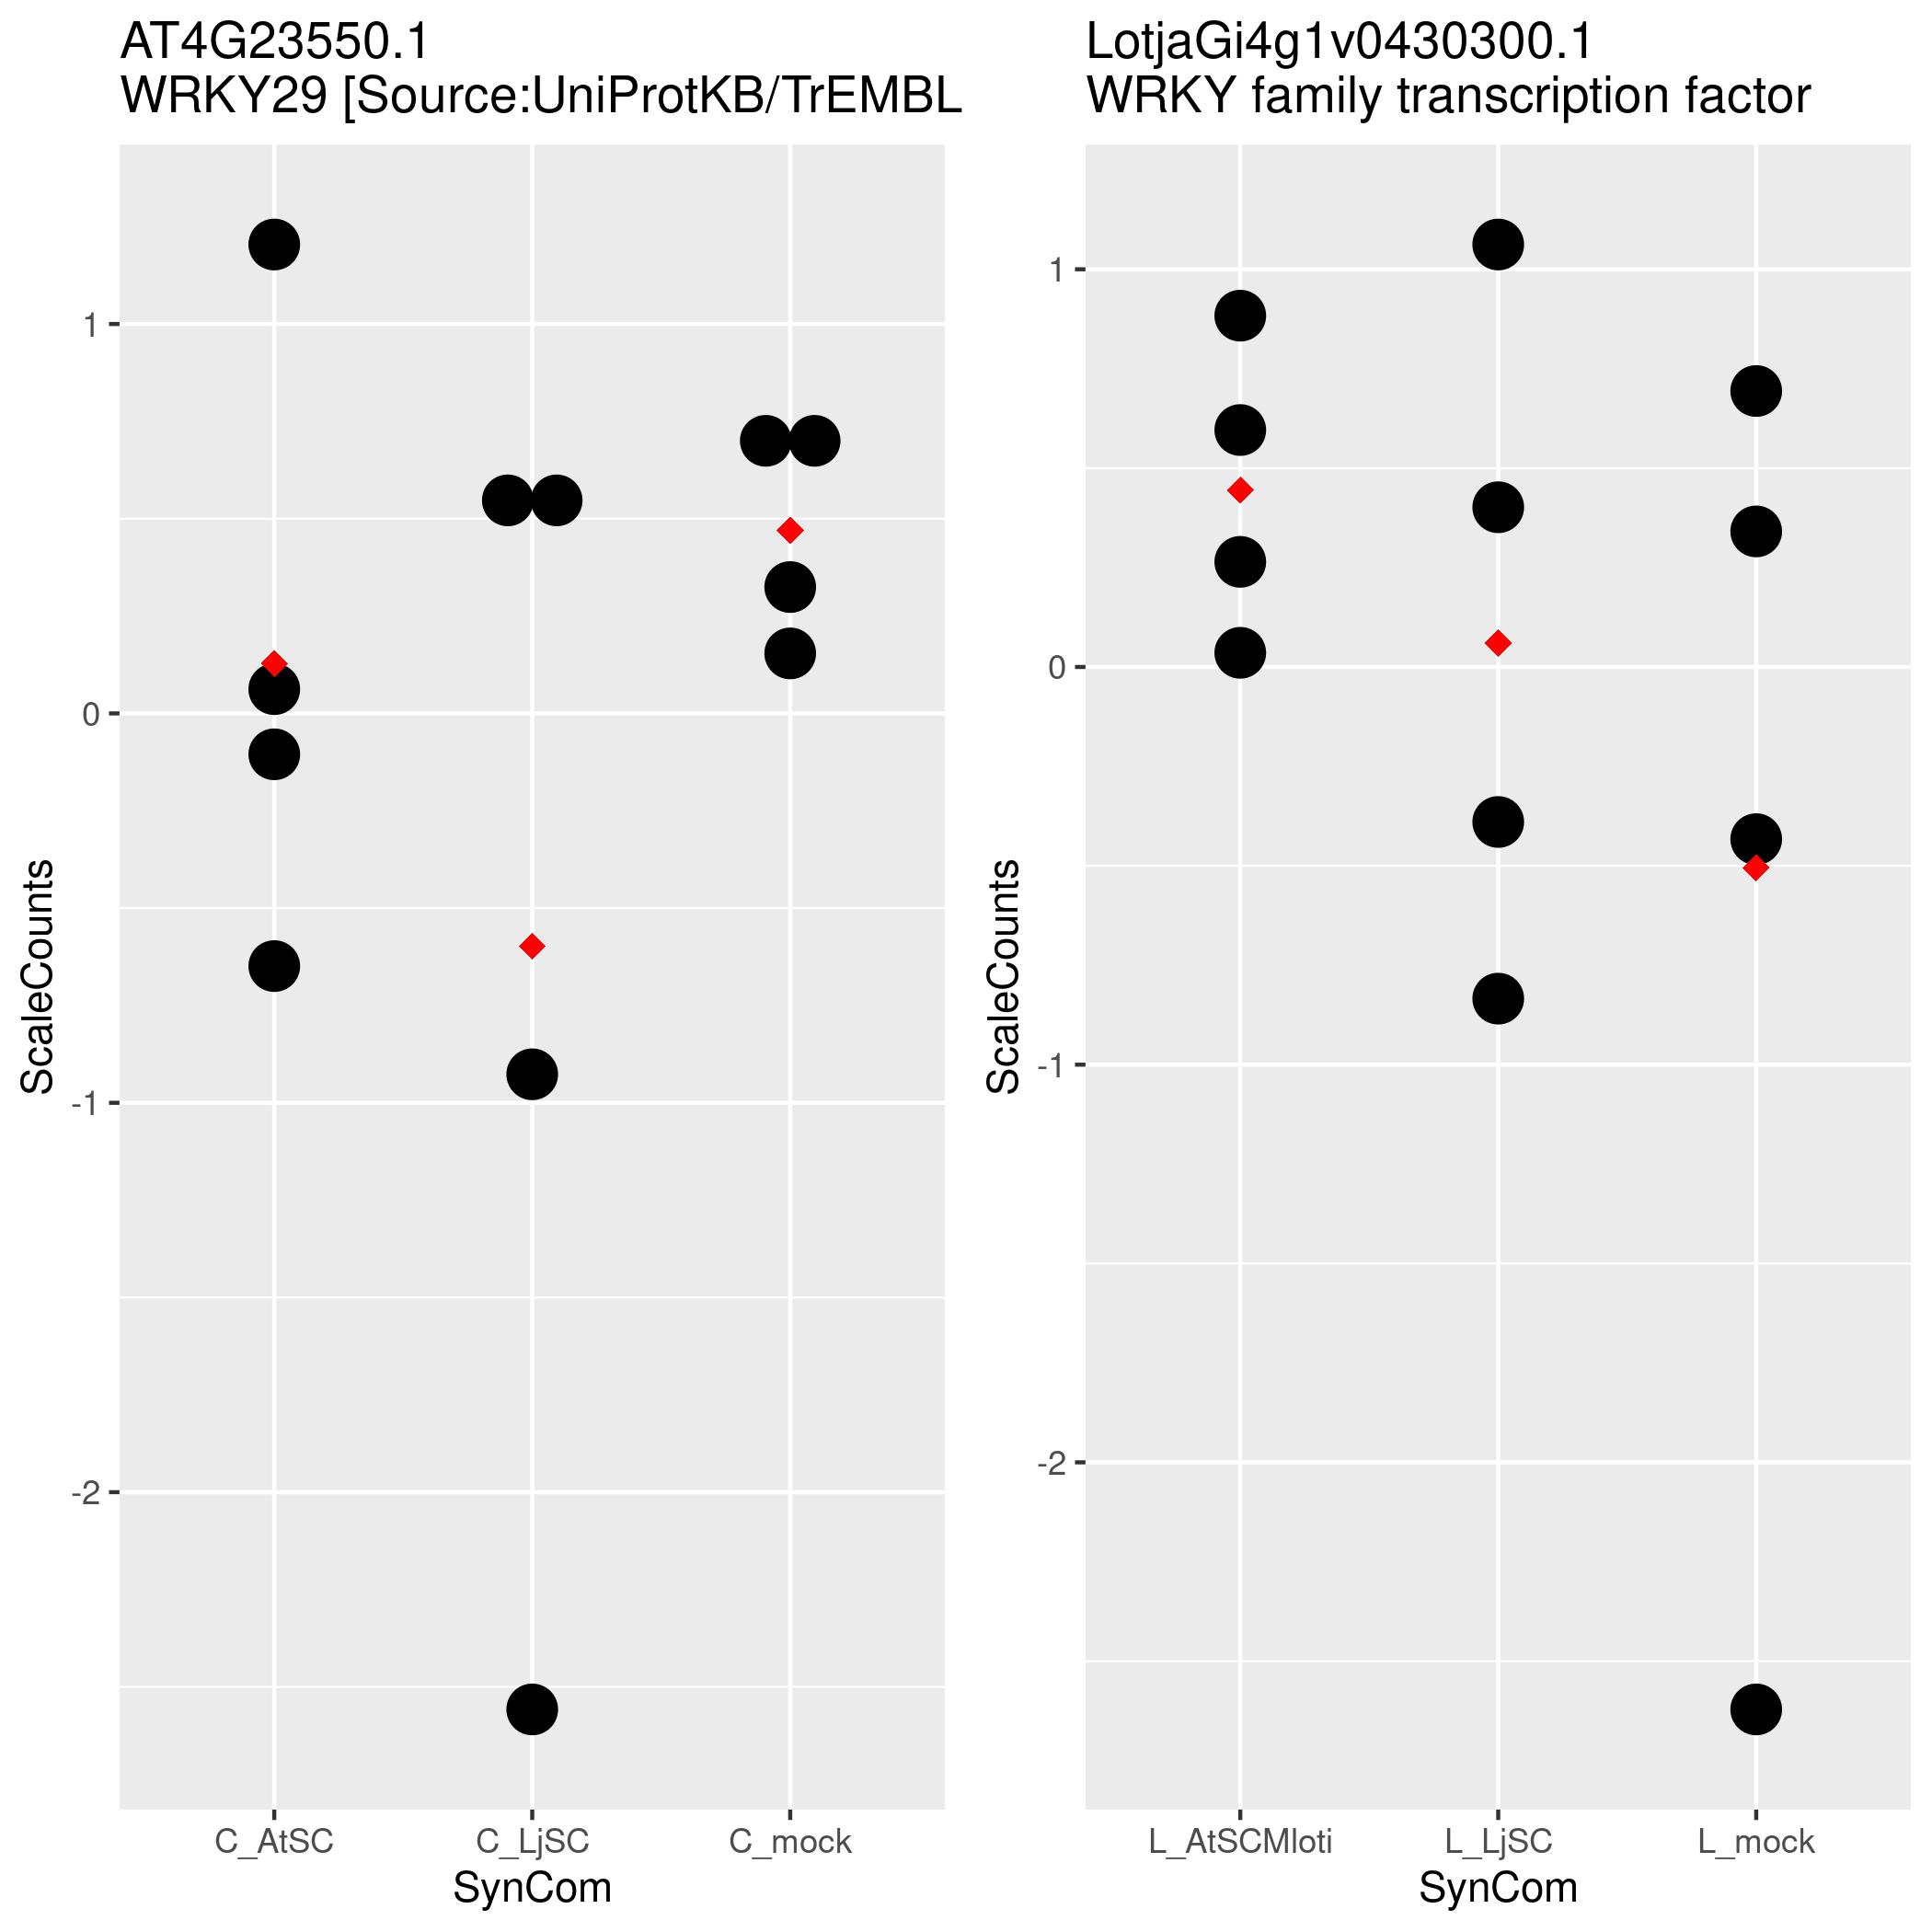 AT4G23550.1
WRKY29 [Source:UniProtKB/TrEMBL
ScaleCounts
1
0
-1
-2
C_AtSC
C_LjSC
C_mock
SynCom
LotjaGi4g1v0430300.1
WRKY family transcription factor
ScaleCounts
1
0
-1
-2
L_AtSCMloti
L_LjSC
L_mock
SynCom